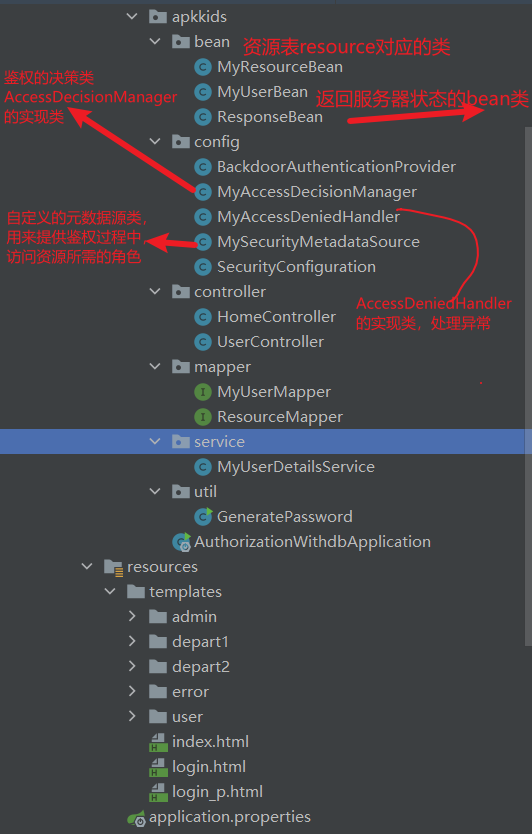 apkkids
bean
资源表resource对应的类
MyResourceBean
鉴权的决策类
AccessDecisionManager
的实现类
MyUserBean
返回服务器状态的bean类
ResponseBean
config
BackdoorAuthenticationProvider
MyAccessDecisionManager
MyAccessDeniedHandler
自定义的元数据源类，
用来提供鉴权过程中，
访问资源所需的角色
MySecurityMetadataSource
SecurityConfiguration
controller
AccessDeniedHandler
的实现类，处理异常
HomeController
UserController
mapper
MyUserMapper
ResourceMapper
service
MyUserDetailsService
util
GeneratePassword
AuthorizationWithdbApplication
resources
templates
admin
depart1
depart2
error
user
index.html
login.html
login_p.html
application.properties